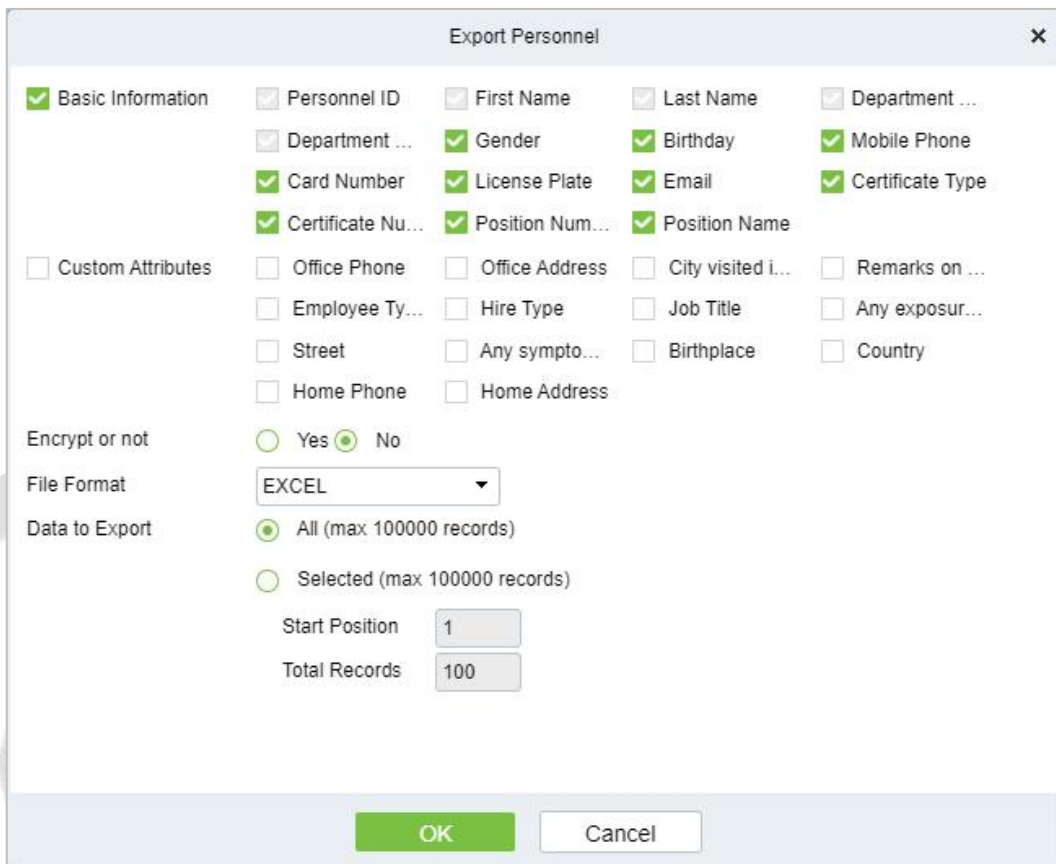 Export Personnel
Basic Information Personnel ID First Name Last Name Department ...
Department ... Gender Birthday Mobile Phone
Card Number License Plate Email Certificate Type
Certificate Nu... Position Num... Position Name
Custom Attributes Office Phone Office Address City visited i... Remarks on ...
Employee Ty... Hire Type Job Title Any exposur...
Street Any sympto... Birthplace Country
Home Phone Home Address
Encrypt or not Yes No
File Format EXCEL
Data to Export All (max 100000 records)
Selected (max 100000 records)
Start Position 1
Total Records 100
OK Cancel